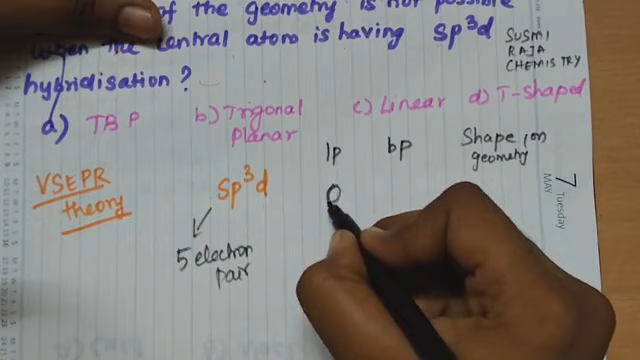 of the geometry is not possible
when the central atom is having sp³d
hybridisation ?
SUSMI
RAJA
CHEMISTRY
a) TBP b) Trigonal Planar c) Linear d) T-shaped
lp bp Shape (or) geometry
VSEPR
theory
sp³d 0
5 electron
pair
7 Tuesday
MAY